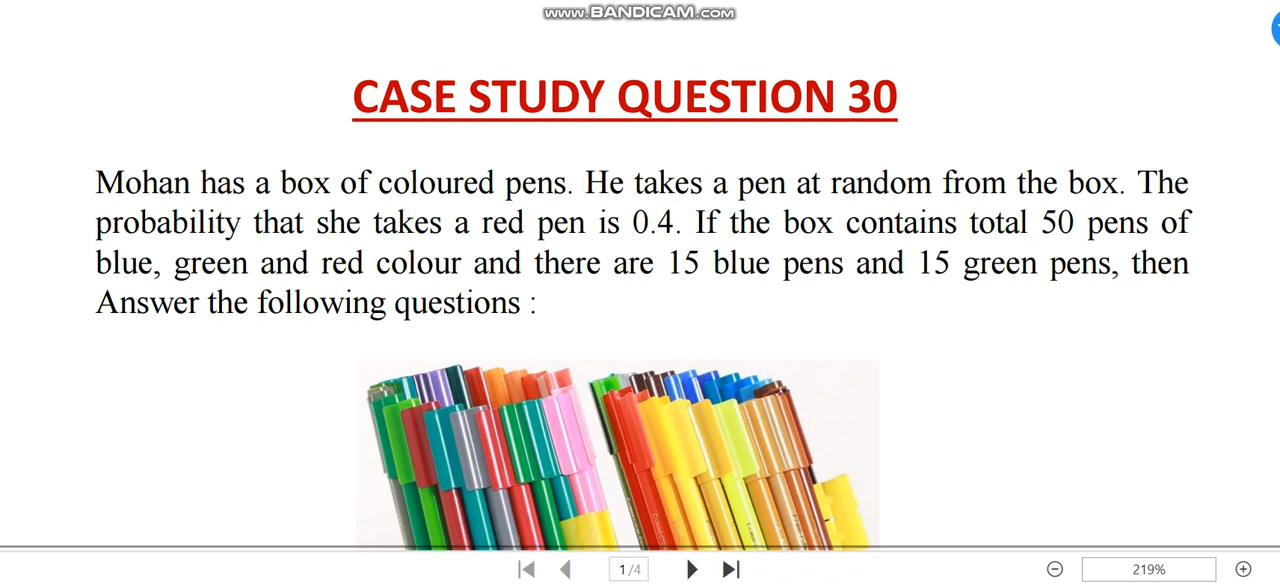 www.BANDICAM.com
CASE STUDY QUESTION 30
Mohan has a box of coloured pens. He takes a pen at random from the box. The
probability that she takes a red pen is 0.4. If the box contains total 50 pens of
blue, green and red colour and there are 15 blue pens and 15 green pens, then
Answer the following questions :
1/4
219%